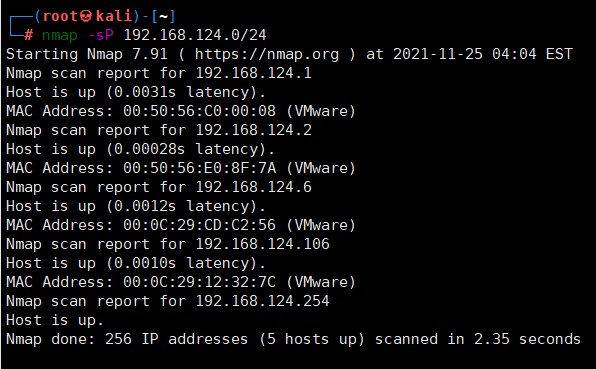 ┌──(root㉿kali)-[~]
└─# nmap -sP 192.168.124.0/24
Starting Nmap 7.91 ( https://nmap.org ) at 2021-11-25 04:04 EST
Nmap scan report for 192.168.124.1
Host is up (0.0031s latency).
MAC Address: 00:50:56:C0:00:08 (VMware)
Nmap scan report for 192.168.124.2
Host is up (0.00028s latency).
MAC Address: 00:50:56:E0:8F:7A (VMware)
Nmap scan report for 192.168.124.6
Host is up (0.0012s latency).
MAC Address: 00:0C:29:CD:C2:56 (VMware)
Nmap scan report for 192.168.124.106
Host is up (0.0010s latency).
MAC Address: 00:0C:29:12:32:7C (VMware)
Nmap scan report for 192.168.124.254
Host is up.
Nmap done: 256 IP addresses (5 hosts up) scanned in 2.35 seconds